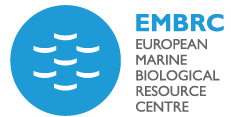 EMBRC
EUROPEAN
MARINE
BIOLOGICAL
RESOURCE
CENTRE